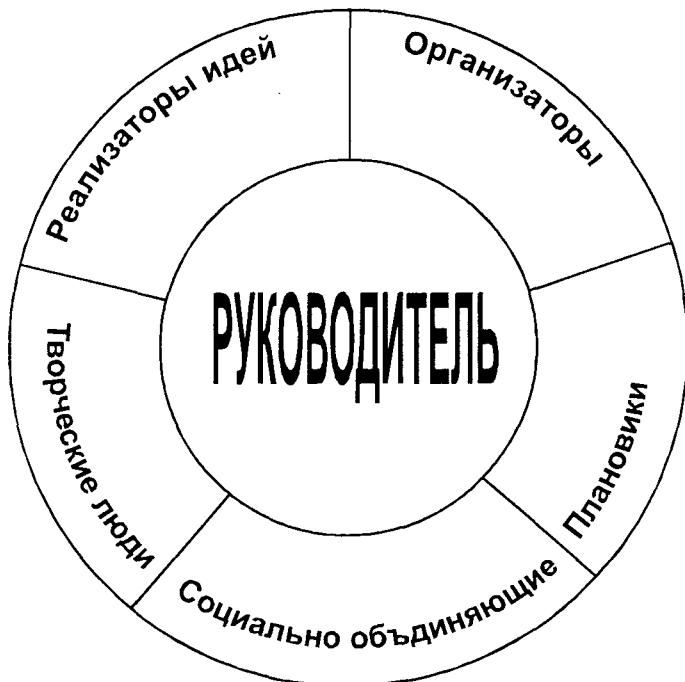 Реализаторы идей
Организаторы
РУКОВОДИТЕЛЬ
Творческие люди
Плановики
Социально объдиняющие